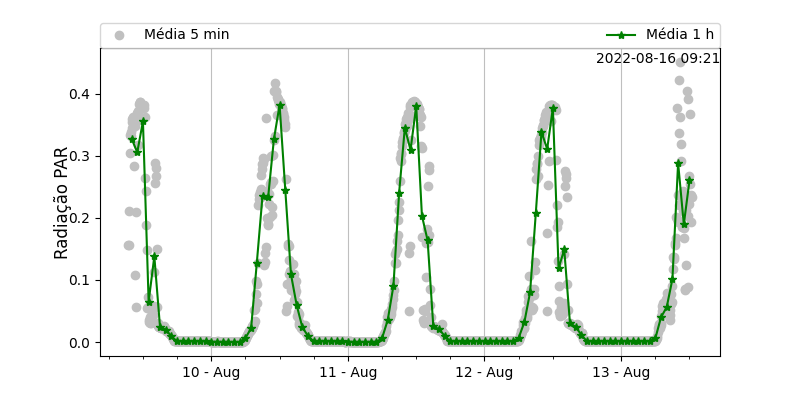 Média 5 min
Média 1 h
2022-08-16 09:21
Radiação PAR
0.4
0.3
0.2
0.1
0.0
10 - Aug
11 - Aug
12 - Aug
13 - Aug